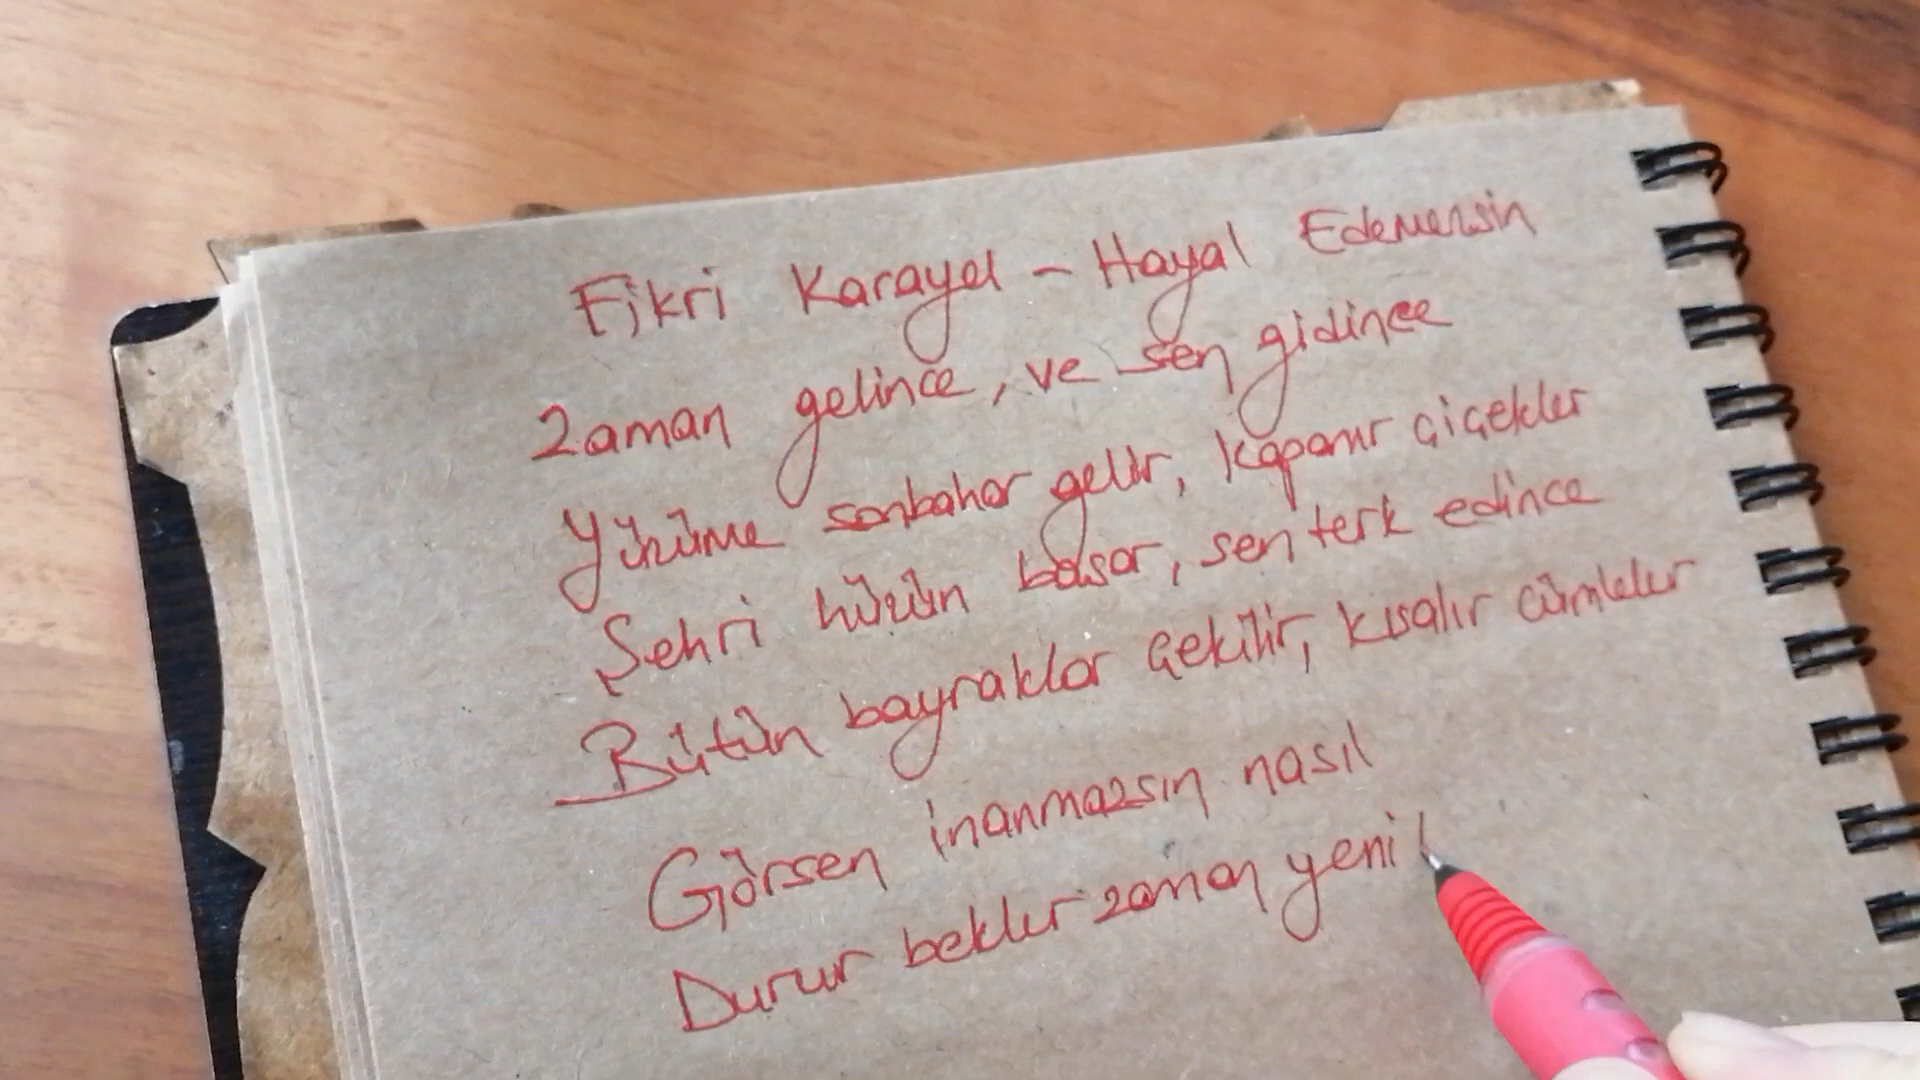 Fikri Karayel - Hayal Edemezsin
Zaman gelince, ve sen gidince
Yüzüme sonbahar gelir, kapanır çiçekler
Şehri hüzün basar, sen terk edince
Bütün bayraklar çekilir, kısalır cümleler
Görsen inanmazsın nasıl
Durur bekler zaman yeni